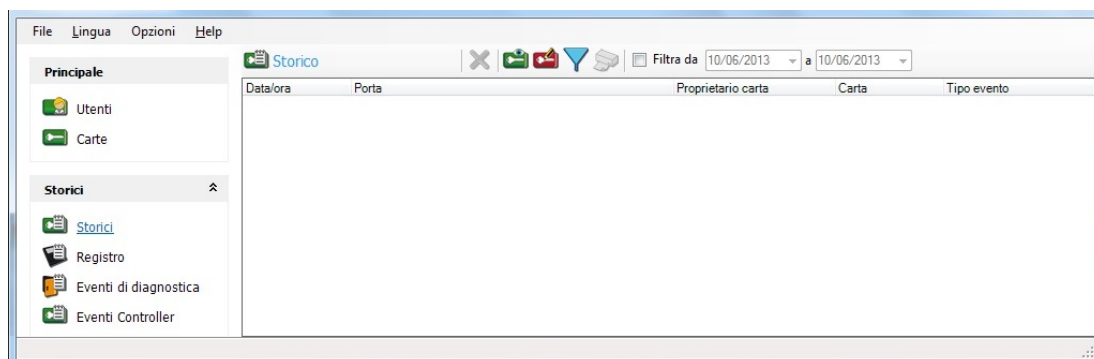 File Lingua Opzioni Help
Principale
Utenti
Carte
Storici
Storici
Registro
Eventi di diagnostica
Eventi Controller
Storico Filtra da 10/06/2013 a 10/06/2013
Data/ora Porta Proprietario carta Carta Tipo evento